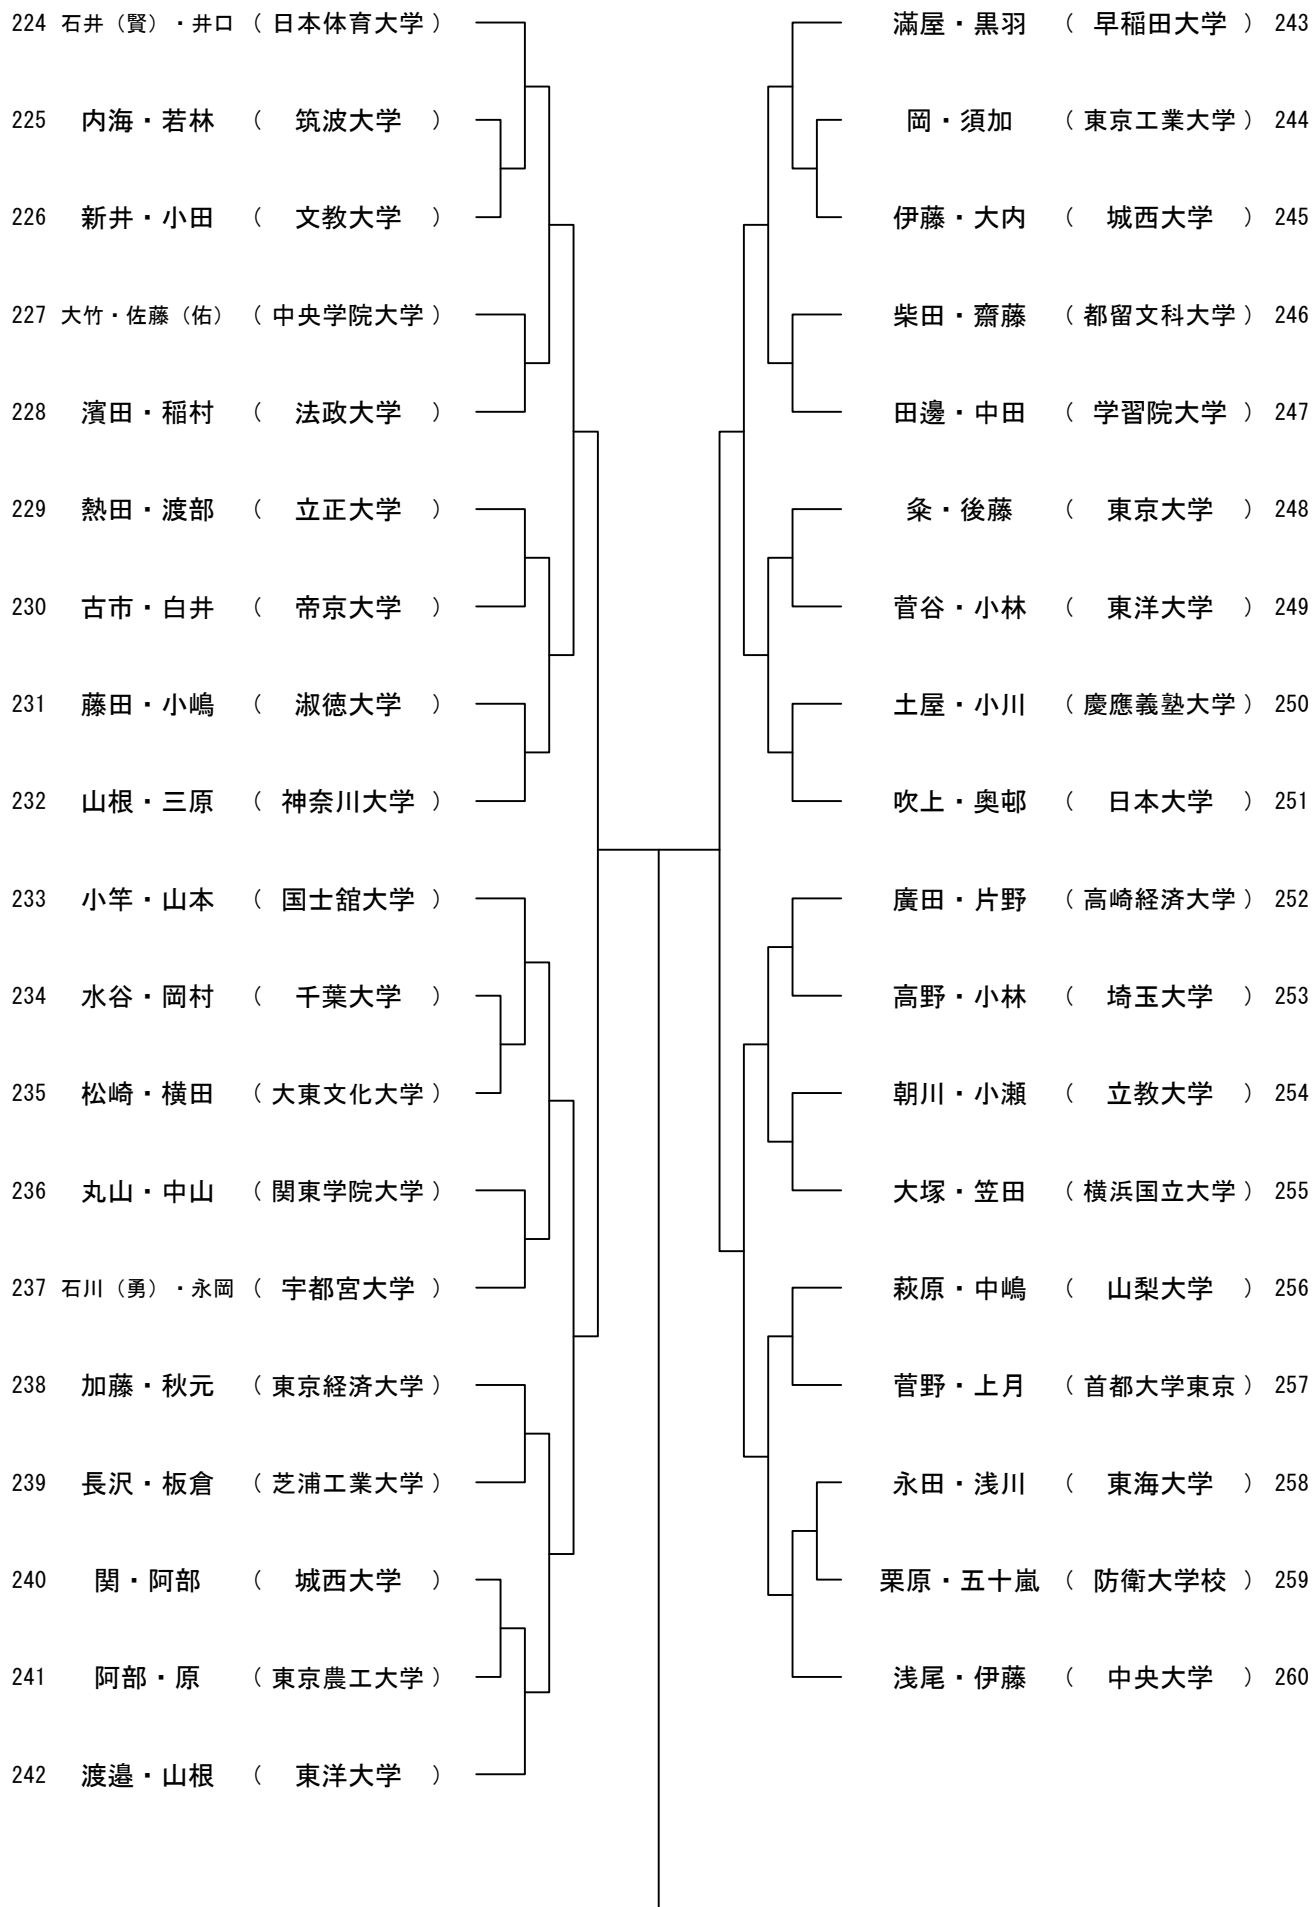 224 石井（賢）・井口 （ 日本体育大学 ）
225 内海・若林 （ 筑波大学 ）
226 新井・小田 （ 文教大学 ）
227 大竹・佐藤（佑） （ 中央学院大学 ）
228 濱田・稲村 （ 法政大学 ）
229 熱田・渡部 （ 立正大学 ）
230 古市・白井 （ 帝京大学 ）
231 藤田・小嶋 （ 淑徳大学 ）
232 山根・三原 （ 神奈川大学 ）
233 小竿・山本 （ 国士舘大学 ）
234 水谷・岡村 （ 千葉大学 ）
235 松崎・横田 （ 大東文化大学 ）
236 丸山・中山 （ 関東学院大学 ）
237 石川（勇）・永岡 （ 宇都宮大学 ）
238 加藤・秋元 （ 東京経済大学 ）
239 長沢・板倉 （ 芝浦工業大学 ）
240 関・阿部 （ 城西大学 ）
241 阿部・原 （ 東京農工大学 ）
242 渡邉・山根 （ 東洋大学 ）
滿屋・黒羽 （ 早稲田大学 ） 243
岡・須加 （ 東京工業大学 ） 244
伊藤・大内 （ 城西大学 ） 245
柴田・齋藤 （ 都留文科大学 ） 246
田邊・中田 （ 学習院大学 ） 247
粂・後藤 （ 東京大学 ） 248
菅谷・小林 （ 東洋大学 ） 249
土屋・小川 （ 慶應義塾大学 ） 250
吹上・奥邨 （ 日本大学 ） 251
廣田・片野 （ 高崎経済大学 ） 252
高野・小林 （ 埼玉大学 ） 253
朝川・小瀬 （ 立教大学 ） 254
大塚・笠田 （ 横浜国立大学 ） 255
萩原・中嶋 （ 山梨大学 ） 256
菅野・上月 （ 首都大学東京 ） 257
永田・浅川 （ 東海大学 ） 258
栗原・五十嵐 （ 防衛大学校 ） 259
浅尾・伊藤 （ 中央大学 ） 260